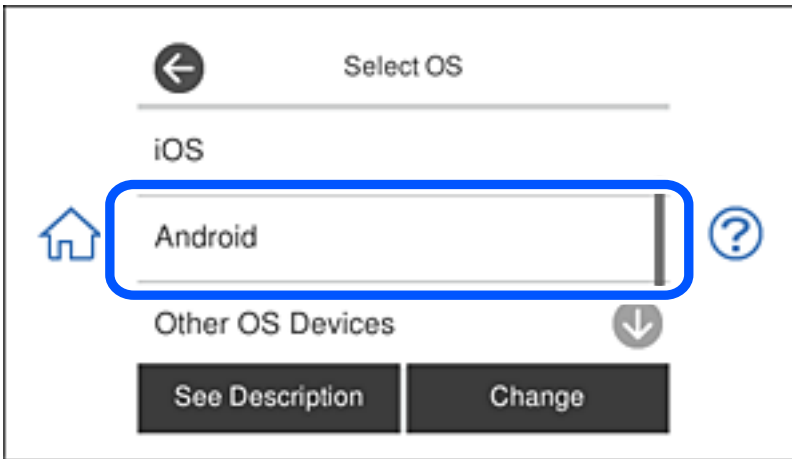 Select OS
iOS
Android
Other OS Devices
See Description Change